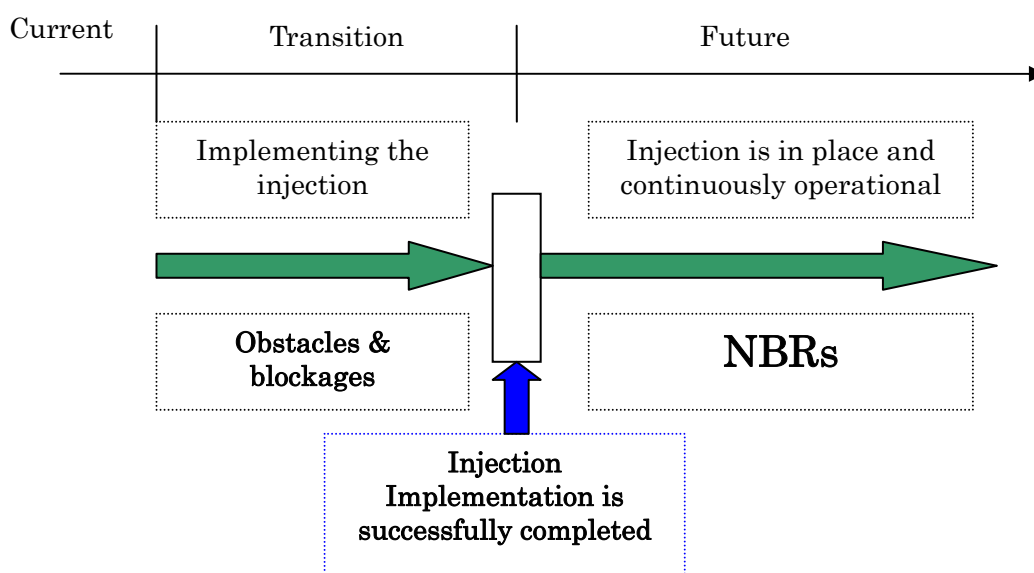 Current
Transition
Future
Implementing the
injection
Injection is in place and
continuously operational
Obstacles &
blockages
NBRs
Injection
Implementation is
successfully completed